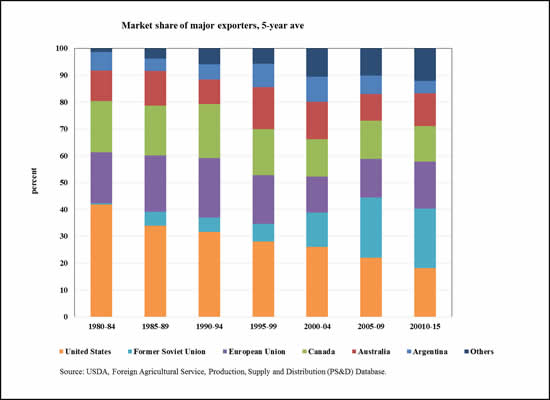 Market share of major exporters, 5-year ave
percent
100
90
80
70
60
50
40
30
20
10
0
1980-84 1985-89 1990-94 1995-99 2000-04 2005-09 20010-15
United States Former Soviet Union European Union Canada Australia Argentina Others
Source: USDA, Foreign Agricultural Service, Production, Supply and Distribution (PS&D) Database.